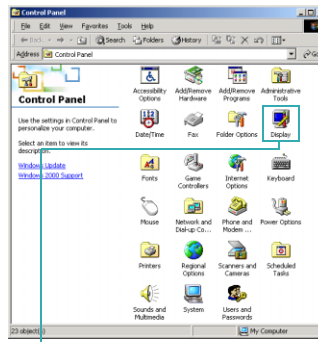 Control Panel
File Edit View Favorites Tools Help
Back Search Folders History
Address Control Panel Go
Control Panel
Use the settings in Control Panel to
personalize your computer.
Select an item to view its
description.
Windows Update
Windows 2000 Support
Accessibility Options
Add/Remove Hardware
Add/Remove Programs
Administrative Tools
Date/Time
Fax
Folder Options
Display
Fonts
Game Controllers
Internet Options
Keyboard
Mouse
Network and Dial-up Co...
Phone and Modem ...
Power Options
Printers
Regional Options
Scanners and Cameras
Scheduled Tasks
Sounds and Multimedia
System
Users and Passwords
23 object(s)
My Computer